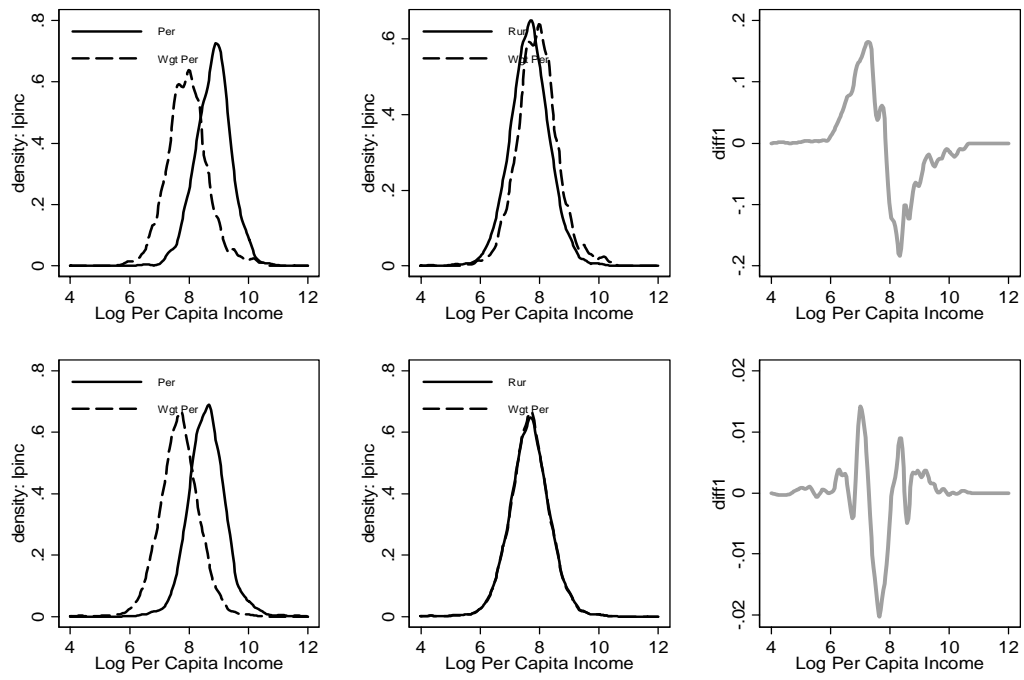 density: lpinc
0
.2
.4
.6
.8
Per
Wgt Per
4
6
8
10
12
Log Per Capita Income
density: lpinc
0
.2
.4
.6
Rur
Wgt Per
4
6
8
10
12
Log Per Capita Income
diff1
-.2
-.1
0
.1
.2
4
6
8
10
12
Log Per Capita Income
density: lpinc
0
.2
.4
.6
.8
Per
Wgt Per
4
6
8
10
12
Log Per Capita Income
density: lpinc
0
.2
.4
.6
.8
Rur
Wgt Per
4
6
8
10
12
Log Per Capita Income
diff1
-.02
-.01
0
.01
.02
4
6
8
10
12
Log Per Capita Income